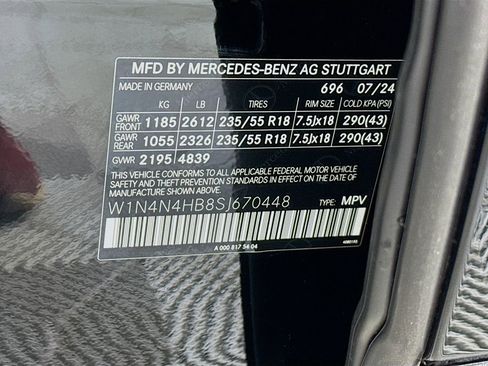 MFD BY MERCEDES-BENZ AG STUTTGART
MADE IN GERMANY 696 07/24
KG LB TIRES RIM SIZE COLD KPA(PSI)
GAWR FRONT 1185 2612 235/55 R18 7.5Jx18 290(43)
GAWR REAR 1055 2326 235/55 R18 7.5Jx18 290(43)
GVWR 2195 4839
THIS VEHICLE CONFORMS TO ALL APPLICABLE FEDERAL MOTOR
VEHICLE SAFETY STANDARDS IN EFFECT ON THE DATE OF
MANUFACTURE SHOWN ABOVE.
W1N4N4HB8SJ670448 TYPE: MPV
A 000 817 54 04